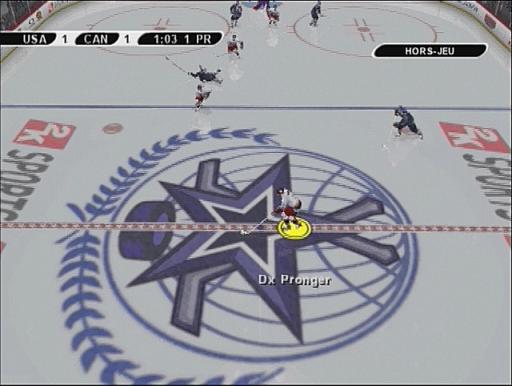 USA 1 CAN 1 1:03 1 PR
HORS-JEU
2K
SPORTS
2K
SPORTS
Dx Pronger